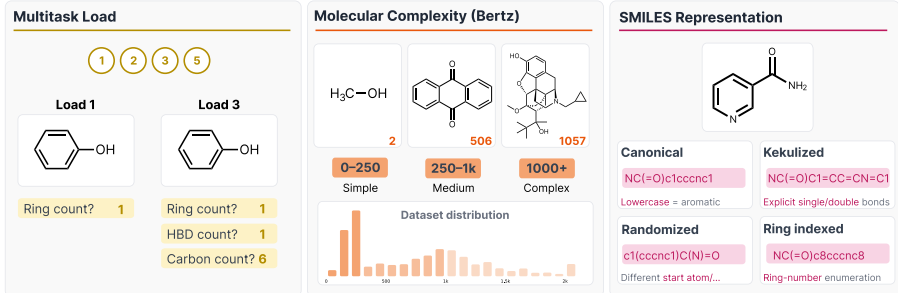 Multitask Load
1 2 3 5
Load 1
Load 3
OH
OH
Ring count? 1
Ring count? 1
HBD count? 1
Carbon count? 6
Molecular Complexity (Bertz)
H₃C OH
2
O
O
506
HO
O
O
N
OH
1057
0–250
250–1k
1000+
Simple
Medium
Complex
Dataset distribution
0 500 1k 1.5k 2k
SMILES Representation
O
NH₂
N
Canonical
NC(=O)c1cccnc1
Lowercase = aromatic
Kekulized
NC(=O)C1=CC=CN=C1
Explicit single/double bonds
Randomized
c1(cccnc1)C(N)=O
Different start atom/...
Ring indexed
NC(=O)c8cccnc8
Ring-number enumeration